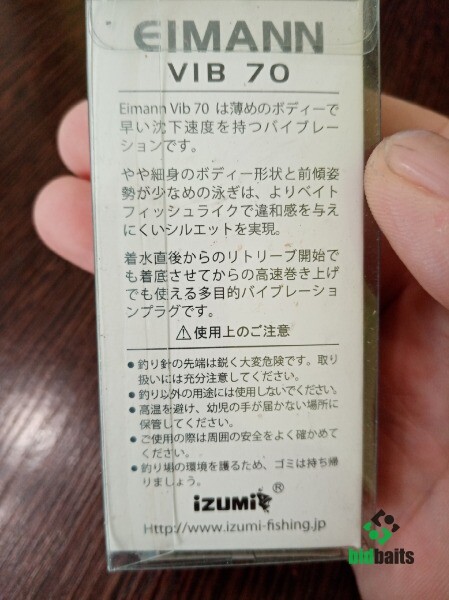 EIMANN
VIB 70
Eimann Vib 70 は薄めのボディーで
早い沈下速度を持つバイブレー
ションです。
やや細身のボディー形状と前傾姿
勢が少なめの泳ぎは、よりベイト
フィッシュライクで違和感を与え
にくいシルエットを実現。
着水直後からのリトリーブ開始で
も着底させてからの高速巻き上げ
でも使える多目的バイブレーショ
ンプラグです。
⚠使用上のご注意
●釣り針の先端は鋭く大変危険です。取り
扱いには充分注意してください。
●釣り以外の用途には使用しないでください。
●高温を避け、幼児の手が届かない場所に
保管してください。
●ご使用の際は周囲の安全をよく確かめて
ください。
●釣り場の環境を護るため、ゴミは持ち帰
りましょう。
izumi®
Http://www.izumi-fishing.jp
bidbaits